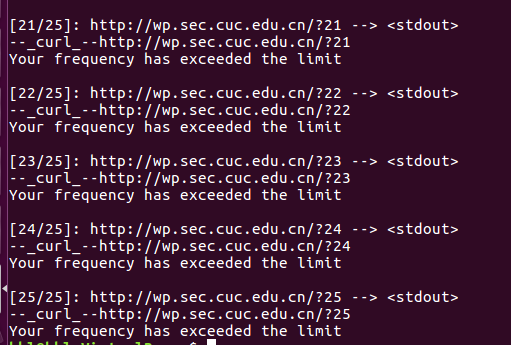 [21/25]: http://wp.sec.cuc.edu.cn/?21 --> <stdout>
--_curl_--http://wp.sec.cuc.edu.cn/?21
Your frequency has exceeded the limit
[22/25]: http://wp.sec.cuc.edu.cn/?22 --> <stdout>
--_curl_--http://wp.sec.cuc.edu.cn/?22
Your frequency has exceeded the limit
[23/25]: http://wp.sec.cuc.edu.cn/?23 --> <stdout>
--_curl_--http://wp.sec.cuc.edu.cn/?23
Your frequency has exceeded the limit
[24/25]: http://wp.sec.cuc.edu.cn/?24 --> <stdout>
--_curl_--http://wp.sec.cuc.edu.cn/?24
Your frequency has exceeded the limit
[25/25]: http://wp.sec.cuc.edu.cn/?25 --> <stdout>
--_curl_--http://wp.sec.cuc.edu.cn/?25
Your frequency has exceeded the limit